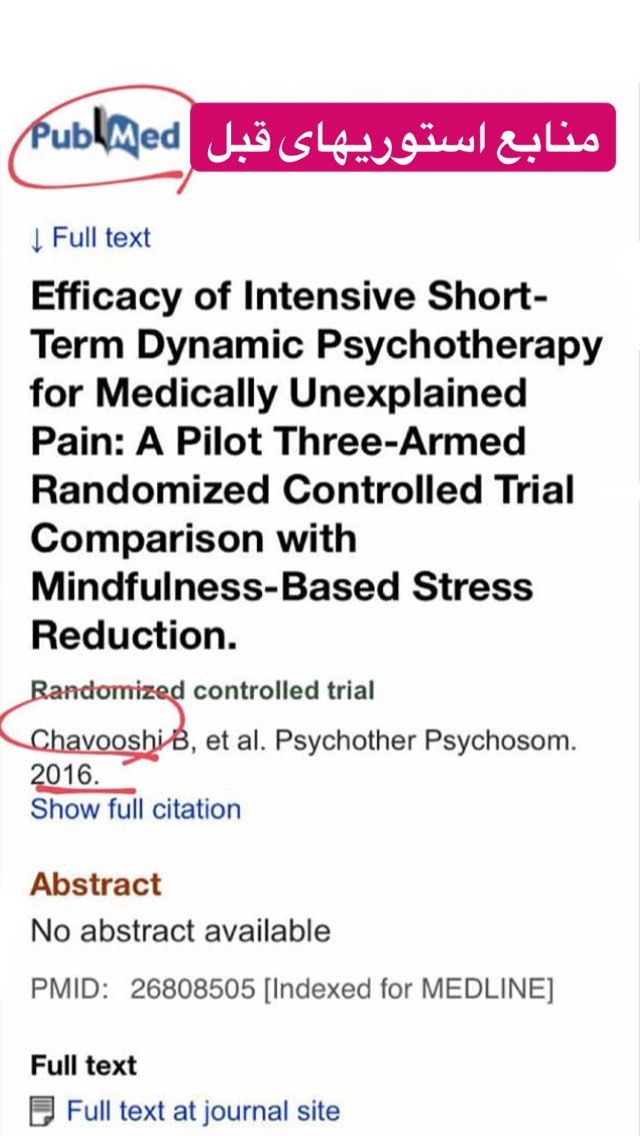 PubMed
منابع استوریهای قبل
↓ Full text
Efficacy of Intensive Short-
Term Dynamic Psychotherapy
for Medically Unexplained
Pain: A Pilot Three-Armed
Randomized Controlled Trial
Comparison with
Mindfulness-Based Stress
Reduction.
Randomized controlled trial
Chavooshi B, et al. Psychother Psychosom.
2016.
Show full citation
Abstract
No abstract available
PMID: 26808505 [Indexed for MEDLINE]
Full text
Full text at journal site